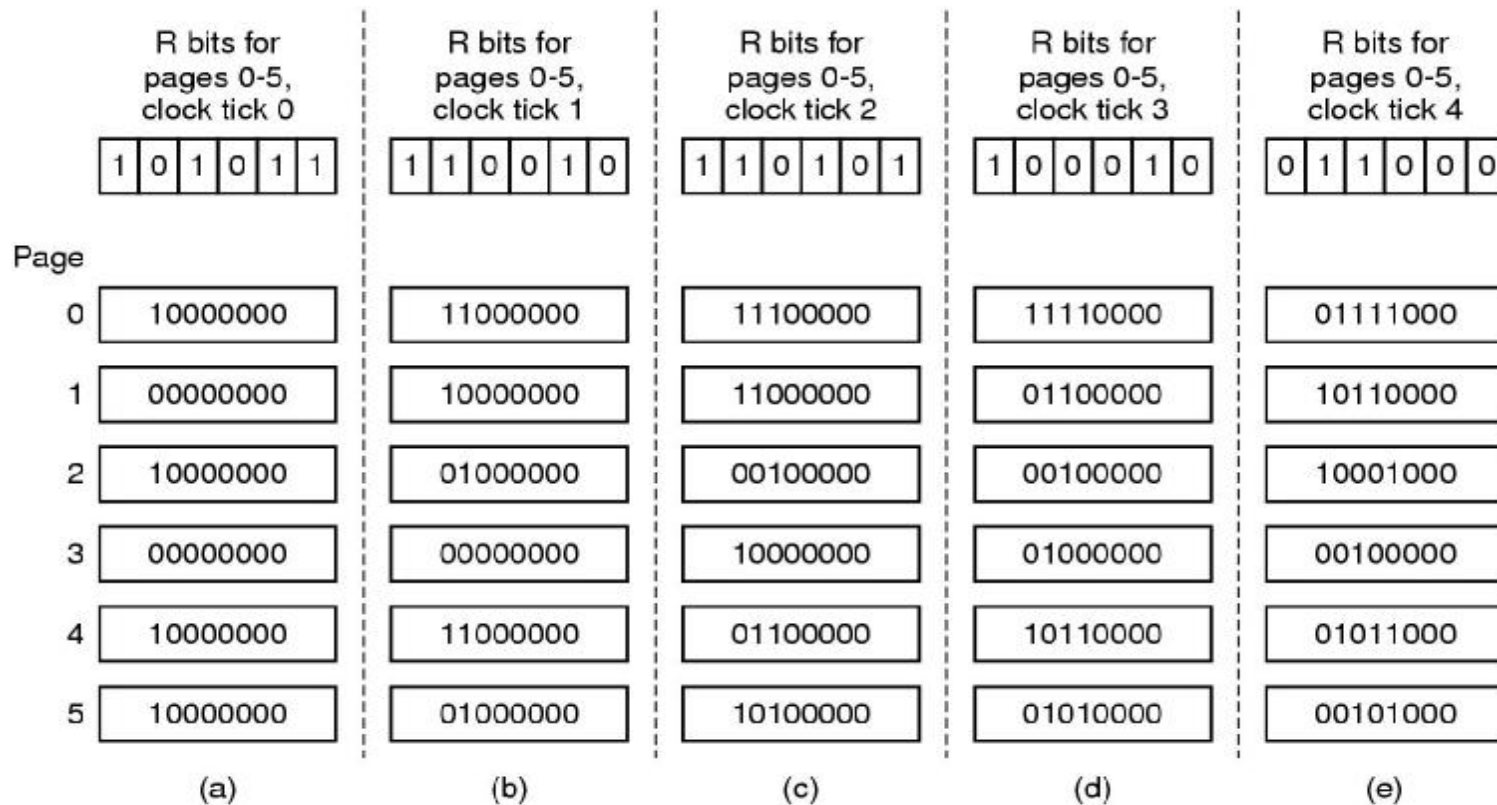 R bits for pages 0-5, clock tick 0
R bits for pages 0-5, clock tick 1
R bits for pages 0-5, clock tick 2
R bits for pages 0-5, clock tick 3
R bits for pages 0-5, clock tick 4
1 0 1 0 1 1
1 1 0 0 1 0
1 1 0 1 0 1
1 0 0 0 1 0
0 1 1 0 0 0
Page
0 10000000 11000000 11100000 11110000 01111000
1 00000000 10000000 11000000 01100000 10110000
2 10000000 01000000 00100000 00100000 10001000
3 00000000 00000000 10000000 01000000 00100000
4 10000000 11000000 01100000 10110000 01011000
5 10000000 01000000 10100000 01010000 00101000
(a) (b) (c) (d) (e)